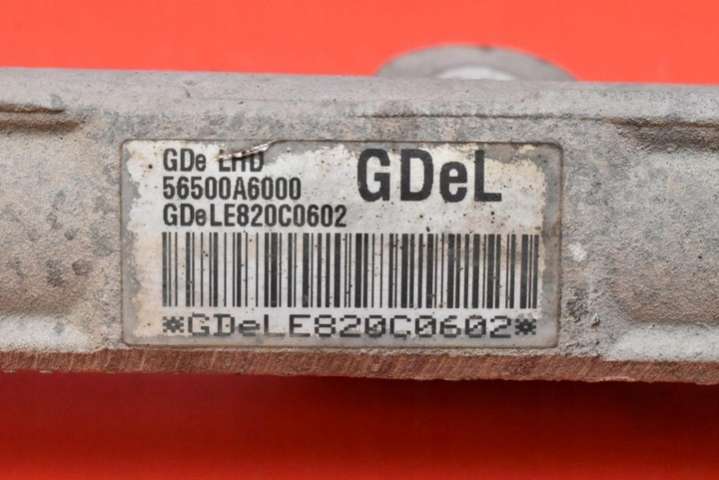 GDe LHD
56500A6000
GDeL
GDeLE820C0602
*GDeLE820C0602*